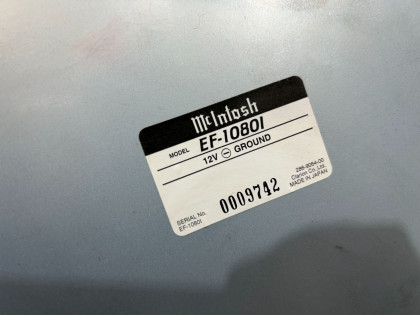 McIntosh
MODEL EF-1080I
12V ⊖ GROUND
286-9064-00
Clarion Co., Ltd.
MADE IN JAPAN
SERIAL No. 0009742
EF-1080I